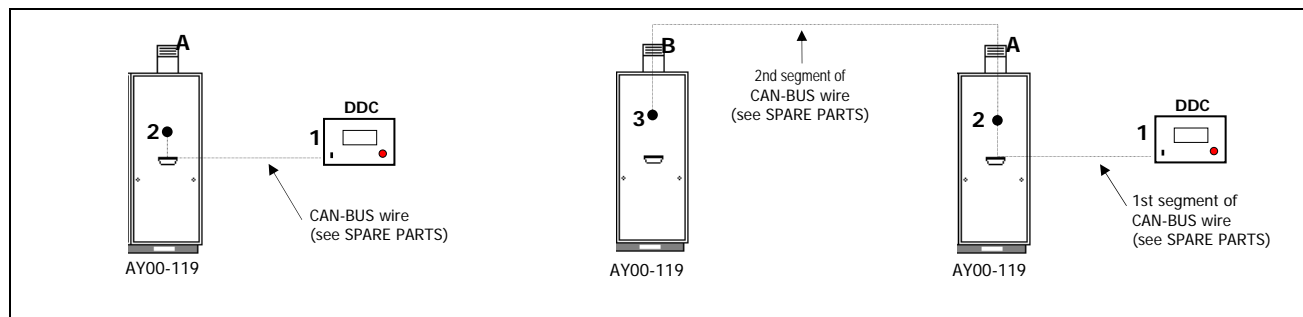 A
2
DDC
1
CAN-BUS wire
(see SPARE PARTS)
AY00-119
B
3
2nd segment of
CAN-BUS wire
(see SPARE PARTS)
AY00-119
A
2
DDC
1
1st segment of
CAN-BUS wire
(see SPARE PARTS)
AY00-119